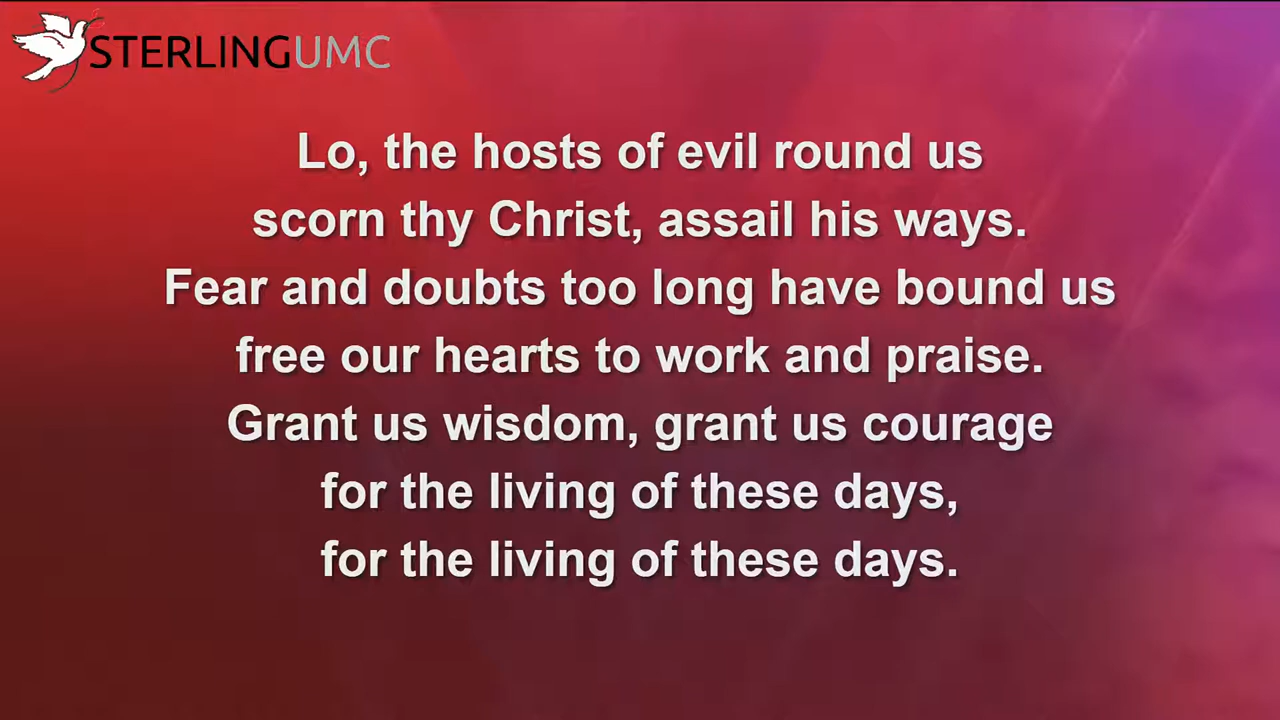 STERLINGUMC
Lo, the hosts of evil round us
scorn thy Christ, assail his ways.
Fear and doubts too long have bound us
free our hearts to work and praise.
Grant us wisdom, grant us courage
for the living of these days,
for the living of these days.